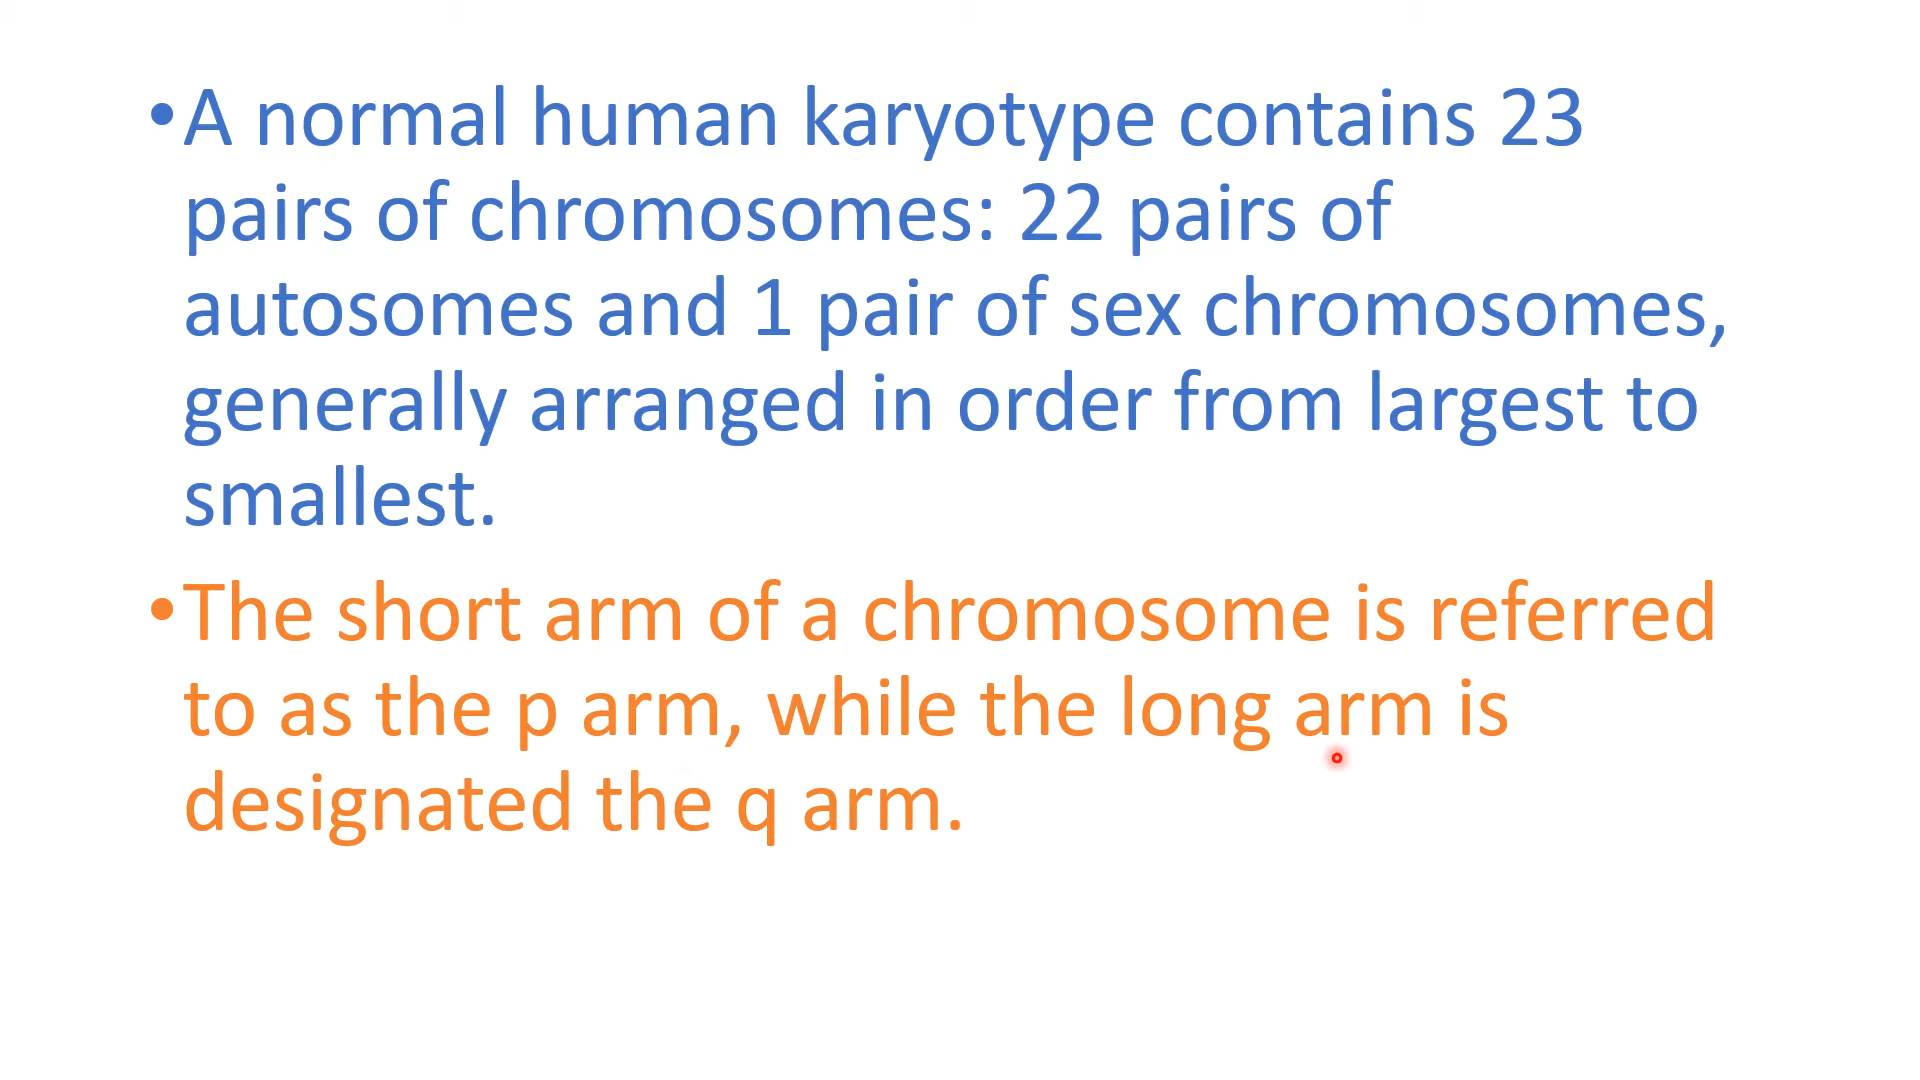 •A normal human karyotype contains 23
pairs of chromosomes: 22 pairs of
autosomes and 1 pair of sex chromosomes,
generally arranged in order from largest to
smallest.
•The short arm of a chromosome is referred
to as the p arm, while the long arm is
designated the q arm.